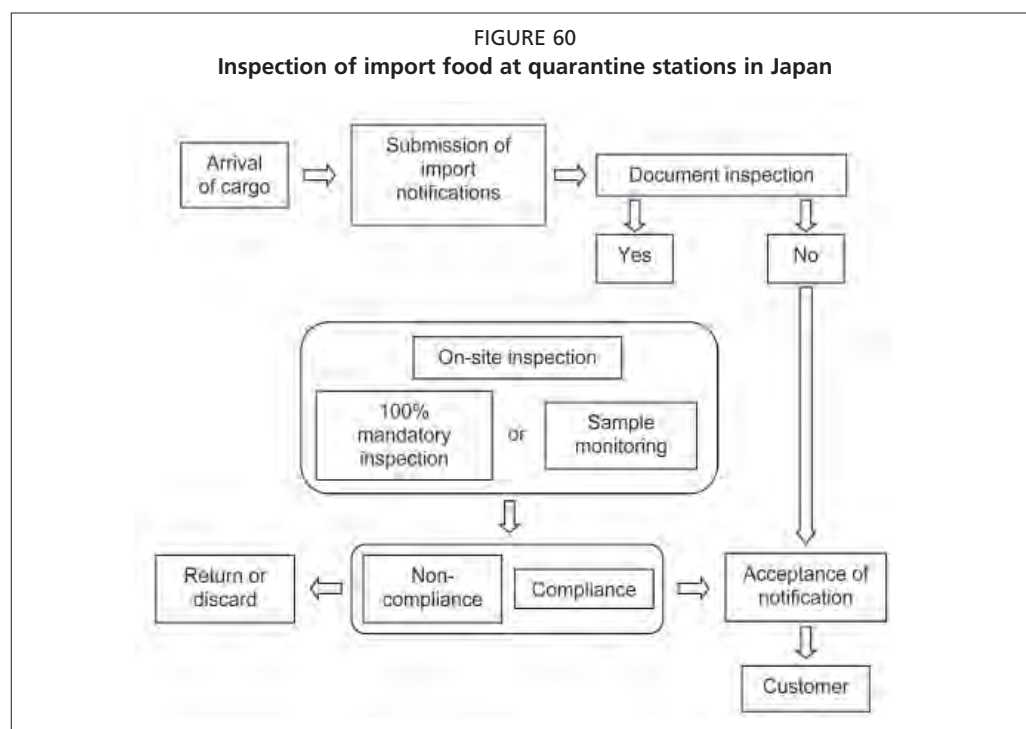 FIGURE 60
Inspection of import food at quarantine stations in Japan
Arrival
of cargo
Submission of
import
notifications
Document inspection
Yes
No
On-site inspection
100%
mandatory
inspection
or
Sample
monitoring
Return or
discard
Non-
compliance
Compliance
Acceptance of
notification
Customer